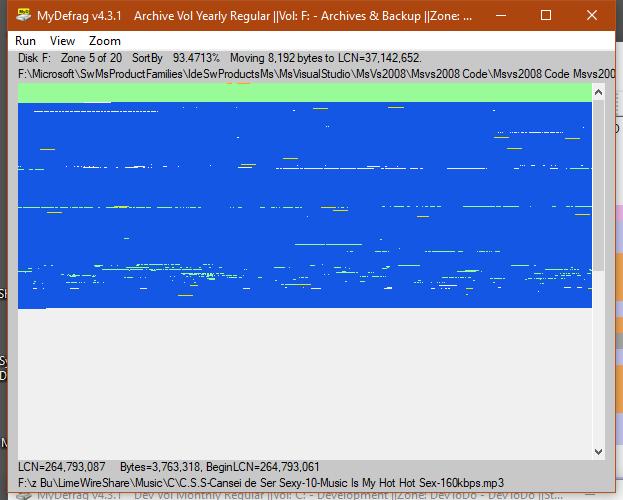 MyDefrag v4.3.1 Archive Vol Yearly Regular ||Vol: F: - Archives & Backup ||Zone: ...
Run View Zoom
Disk F: Zone 5 of 20 SortBy 93.4713% Moving 8,192 bytes to LCN=37,142,652.
F:\Microsoft\SwMsProductFamilies\IdeSwProductsMs\MsVisualStudio\MsVs2008\Msvs2008 Code\Msvs2008 Code Msvs200
LCN=264,793,087 Bytes=3,763,318, BeginLCN=264,793,061
F:\z Bu\LimeWireShare\Music\C\C.S.S-Cansei de Ser Sexy-10-Music Is My Hot Hot Sex-160kbps.mp3
MyDefrag v4.3.1 Dev Vol Monthly Regular ||Vol: C: - Development ||Zone: DevToDo - DevToDo ||St...